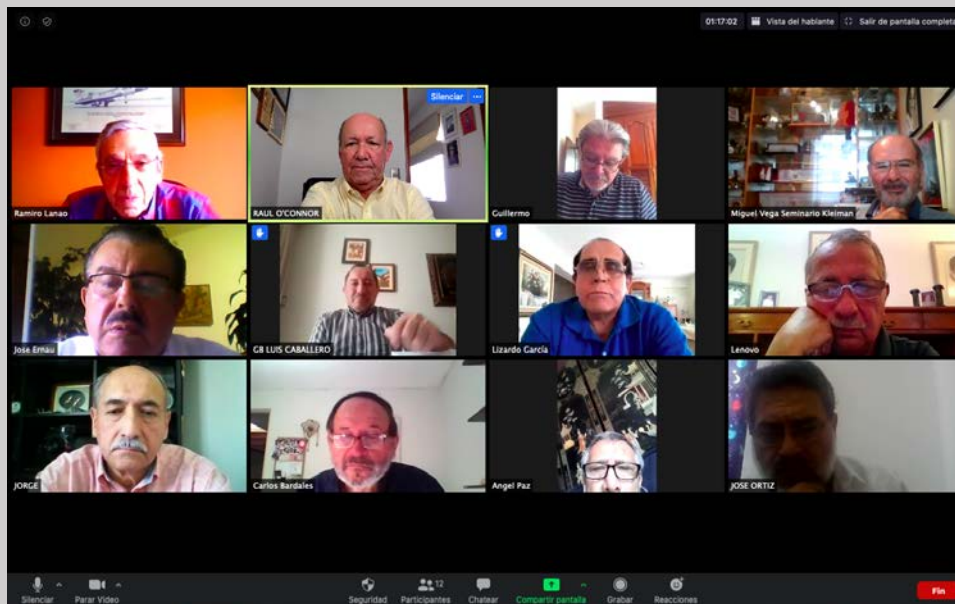 01:17:02 Vista del hablante Salir de pantalla completa
Silenciar ...
Ramiro Lanao
RAUL O'CONNOR
Guillermo
Miguel Vega Seminario Kleiman
Jose Ernau
GB LUIS CABALLERO
Lizardo García
Lenovo
JORGE
Carlos Bardales
Angel Paz
JOSE ORTIZ
Silenciar
Parar Video
Seguridad
Participantes 12
Chatear
Compartir pantalla
Grabar
Reacciones
Fin